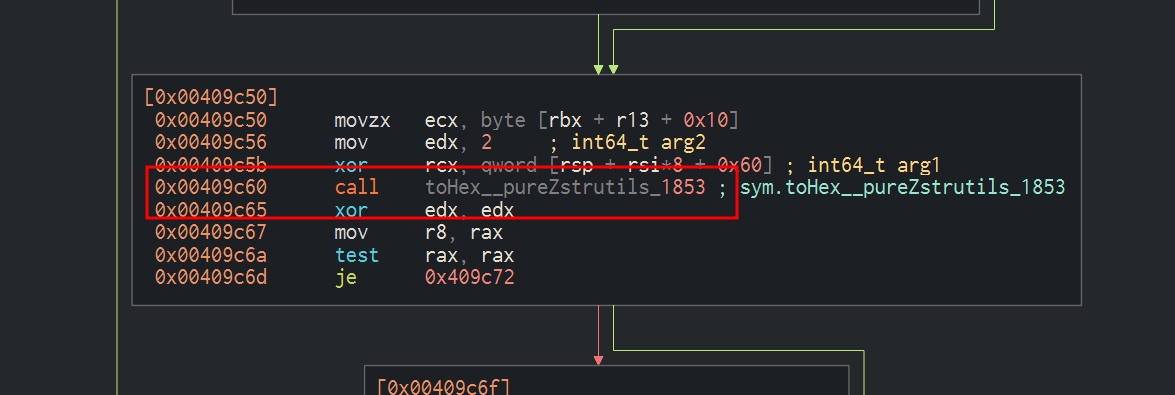 [0x00409c50]
0x00409c50 movzx ecx, byte [rbx + r13 + 0x10]
0x00409c56 mov edx, 2 ; int64_t arg2
0x00409c5b xor rcx, qword [rsp + rsi*8 + 0x60] ; int64_t arg1
0x00409c60 call toHex__pureZstrutils_1853 ; sym.toHex__pureZstrutils_1853
0x00409c65 xor edx, edx
0x00409c67 mov r8, rax
0x00409c6a test rax, rax
0x00409c6d je 0x409c72
[0x00409c6f]